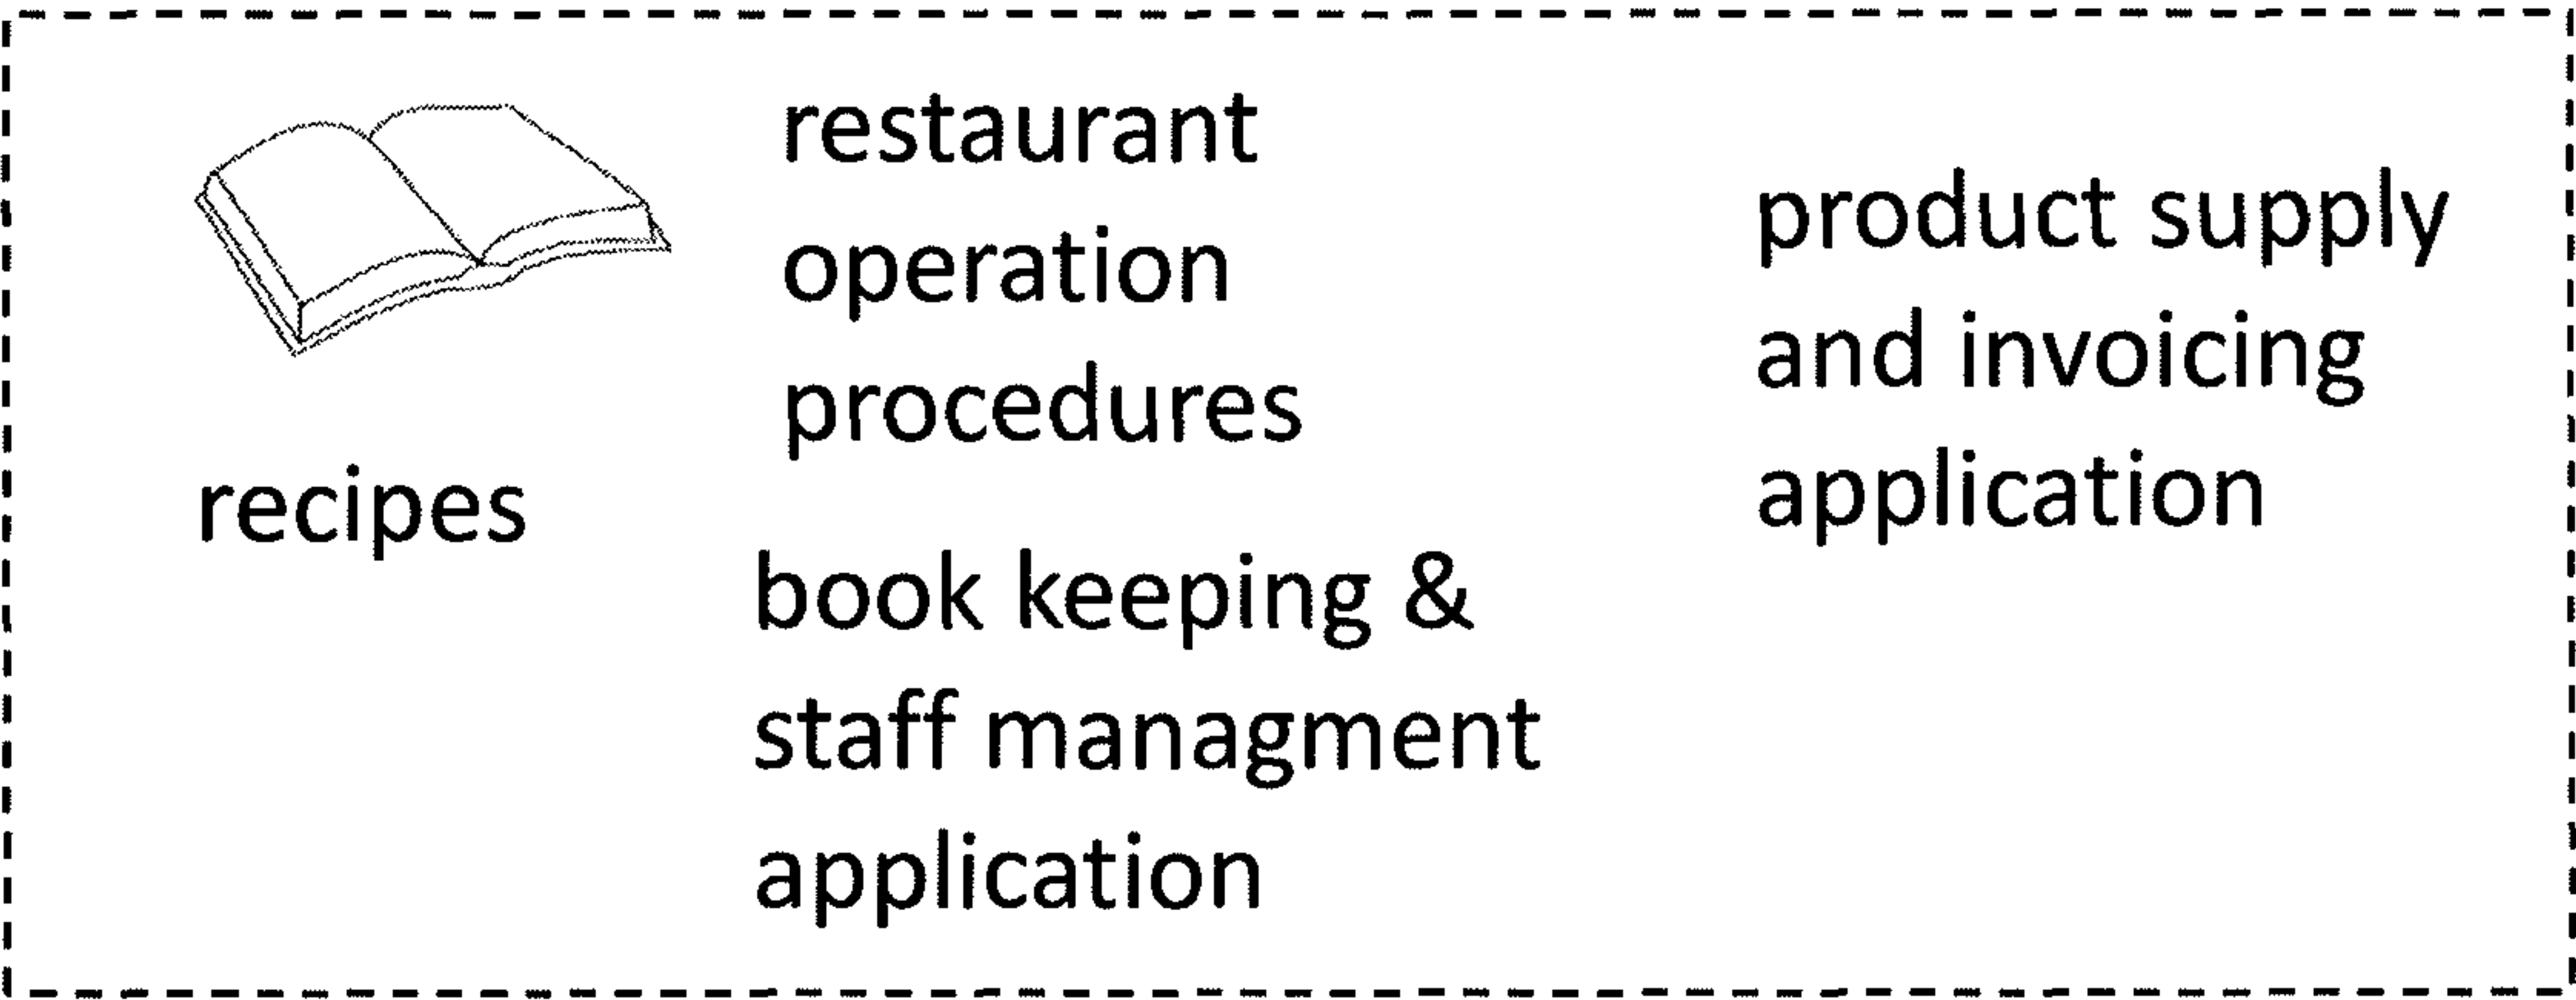 recipes
restaurant
operation
procedures
book keeping &
staff managment
application
product supply
and invoicing
application